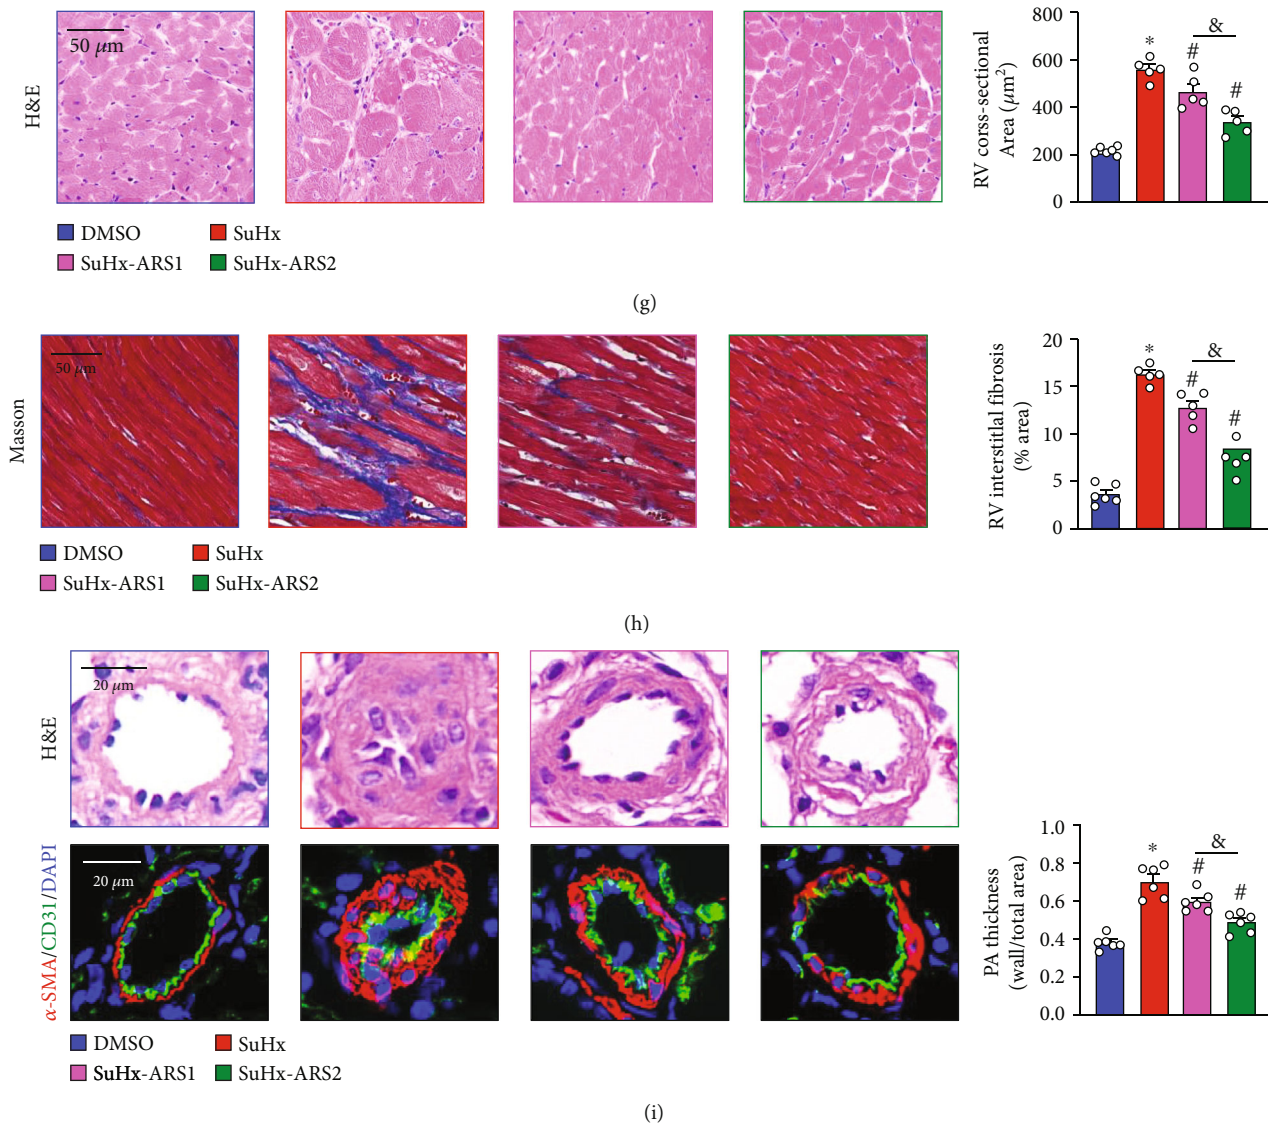 H&E
50 μm
800
600
400
200
0
RV corss-sectional
Area (μm²)
*
#
&
#
DMSO
SuHx
SuHx-ARS1
SuHx-ARS2
(g)
Masson
50 μm
20
15
10
5
0
RV interstitlal fibrosis
(% area)
*
#
&
#
DMSO
SuHx
SuHx-ARS1
SuHx-ARS2
(h)
H&E
20 μm
α-SMA/CD31/DAPI
20 μm
1.0
0.8
0.6
0.4
0.2
0.0
PA thickness
(wall/total area)
*
#
&
#
DMSO
SuHx
SuHx-ARS1
SuHx-ARS2
(i)